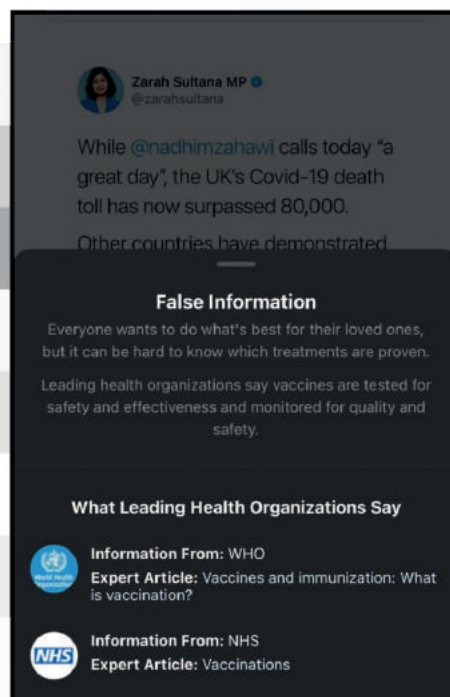 Zarah Sultana MP
@zarahsultana
While @nadhimzahawi calls today "a
great day", the UK's Covid-19 death
toll has now surpassed 80,000.
Other countries have demonstrated
False Information
Everyone wants to do what's best for their loved ones,
but it can be hard to know which treatments are proven.
Leading health organizations say vaccines are tested for
safety and effectiveness and monitored for quality and
safety.
What Leading Health Organizations Say
World Health
Organization
Information From: WHO
Expert Article: Vaccines and immunization: What
is vaccination?
NHS
Information From: NHS
Expert Article: Vaccinations